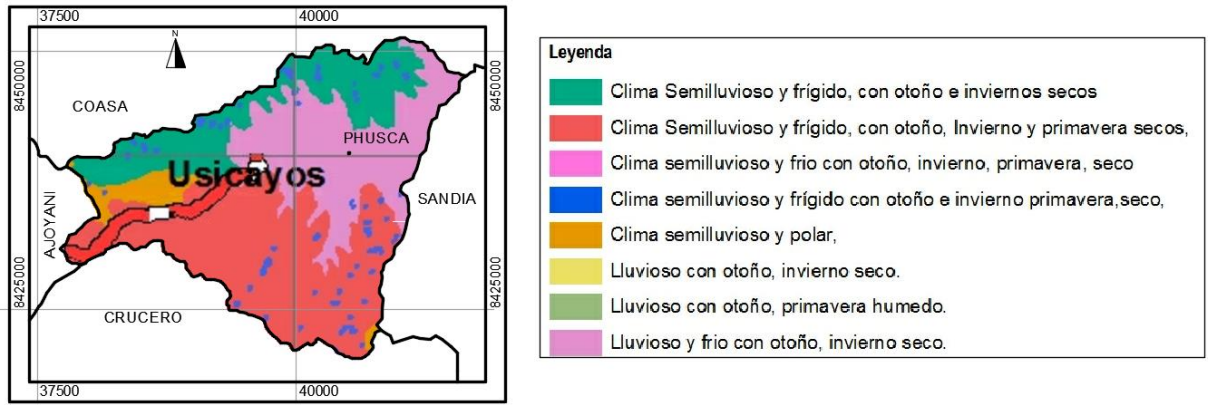 37500 40000
N
8450000 8450000
COASA
PHUSCA
Usicayos
SANDIA
AJOYANI
8425000 8425000
CRUCERO
37500 40000
Leyenda
Clima Semilluvioso y frígido, con otoño e inviernos secos
Clima Semilluvioso y frígido, con otoño, Invierno y primavera secos,
Clima semilluvioso y frio con otoño, invierno, primavera, seco
Clima semilluvioso y frígido con otoño e invierno primavera,seco,
Clima semilluvioso y polar,
Lluvioso con otoño, invierno seco.
Lluvioso con otoño, primavera humedo.
Lluvioso y frio con otoño, invierno seco.